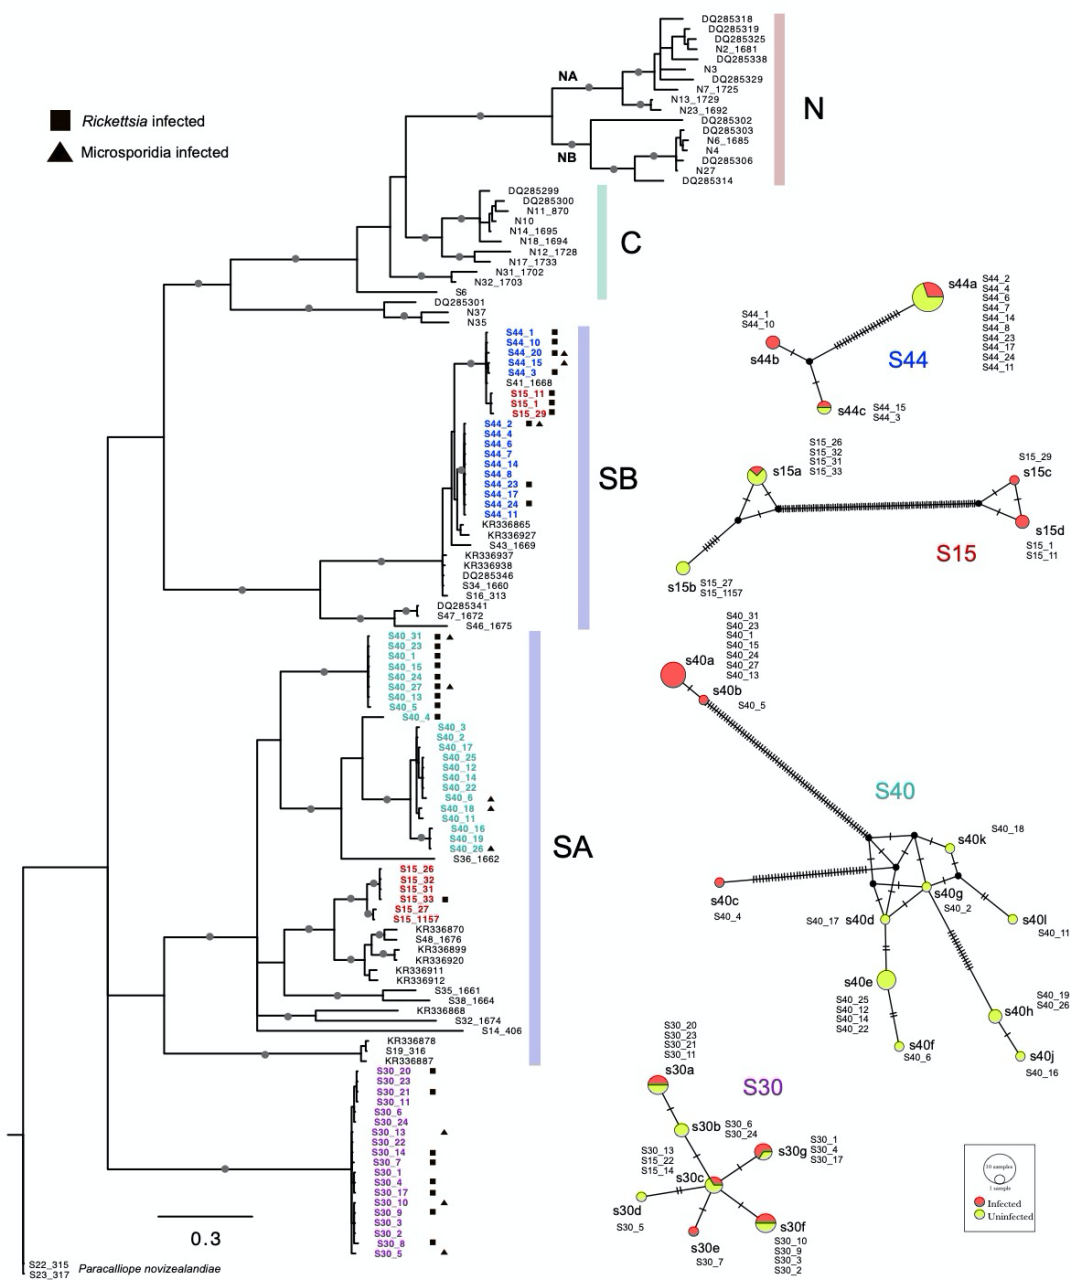 Rickettsia infected
Microsporidia infected
DQ285318
DQ285319
DQ285325
N2_1681
DQ285338
N3
DQ285329
N7_1725
N13_1729
N23_1692
DQ285302
DQ285303
N6_1685
N4
DQ285306
N27
DQ285314
NA
NB
N
DQ285299
DQ285300
N11_870
N10
N14_1695
N18_1694
N12_1728
N17_1733
N31_1702
N32_1703
S6
C
DQ285301
N37
N35
S44_1
S44_10
S44_20
S44_15
S44_3
S41_1668
S15_11
S15_1
S15_29
S44_2
S44_4
S44_6
S44_7
S44_14
S44_8
S44_23
S44_17
S44_24
S44_11
KR336865
KR336927
S43_1669
KR336937
KR336938
DQ285346
S34_1660
S16_313
DQ285341
S47_1672
S46_1675
SB
S40_31
S40_23
S40_1
S40_15
S40_24
S40_27
S40_13
S40_5
S40_4
S40_3
S40_2
S40_17
S40_25
S40_12
S40_14
S40_22
S40_6
S40_18
S40_11
S40_16
S40_19
S40_26
S36_1662
S15_26
S15_32
S15_31
S15_33
S15_27
S15_1157
KR336870
S48_1676
KR336899
KR336920
KR336911
KR336912
S35_1661
S38_1664
KR336868
S32_1674
S14_406
SA
KR336878
S19_316
KR336887
S30_20
S30_23
S30_21
S30_11
S30_6
S30_24
S30_13
S30_22
S30_14
S30_7
S30_1
S30_4
S30_17
S30_10
S30_9
S30_3
S30_2
S30_8
S30_5
0.3
S22_315
S23_317
Paracalliope novizealandiae
s44a
S44_2
S44_4
S44_6
S44_7
S44_14
S44_8
S44_23
S44_17
S44_24
S44_11
S44_1
S44_10
s44b
S44
s44c
S44_15
S44_3
S15_26
S15_32
S15_31
S15_33
s15a
S15_29
s15c
s15d
S15_1
S15_11
S15
s15b
S15_27
S15_1157
S40_31
S40_23
S40_1
S40_15
S40_24
S40_27
S40_13
s40a
s40b
S40_5
S40
s40k
S40_18
s40c
S40_4
s40g
S40_2
S40_17
s40d
s40l
S40_11
s40e
S40_25
S40_12
S40_14
S40_22
s40h
S40_19
S40_26
s40f
S40_6
s40j
S40_16
S30_20
S30_23
S30_21
S30_11
s30a
S30
s30b
S30_6
S30_24
s30g
S30_1
S30_4
S30_17
S30_13
S15_22
S15_14
s30c
s30d
S30_5
s30e
S30_7
s30f
S30_10
S30_9
S30_3
S30_2
10 samples
1 sample
Infected
Uninfected